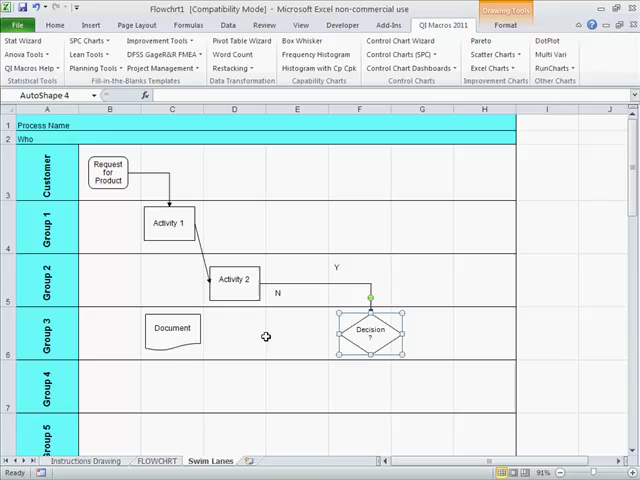 Flowchrt1 [Compatibility Mode] - Microsoft Excel non-commercial use
Drawing Tools
File Home Insert Page Layout Formulas Data Review View Developer Add-Ins QI Macros 2011 Format
Stat Wizard SPC Charts Improvement Tools Pivot Table Wizard Box Whisker Control Chart Wizard Pareto DotPlot
Anova Tools Lean Tools DFSS GageR&R FMEA Word Count Frequency Histogram Control Charts (SPC) Scatter Charts Multi Vari
QI Macros Help Planning Tools Project Management Restacking Histogram with Cp Cpk Control Chart Dashboards Excel Charts RunCharts
Statistical Tools Fill-in-the-Blanks Templates Data Transformation Capability Charts Control Charts Improvement Charts Other Charts
AutoShape 4 fx
A B C D E F G H I J
1 Process Name
2 Who
3 Customer
Request
for
Product
Group 1
Activity 1
4
Group 2
Activity 2
Y
N
5
Group 3
Document
Decision
?
6
Group 4
7
Group 5
Instructions Drawing FLOWCHRT Swim Lanes
Ready 91%